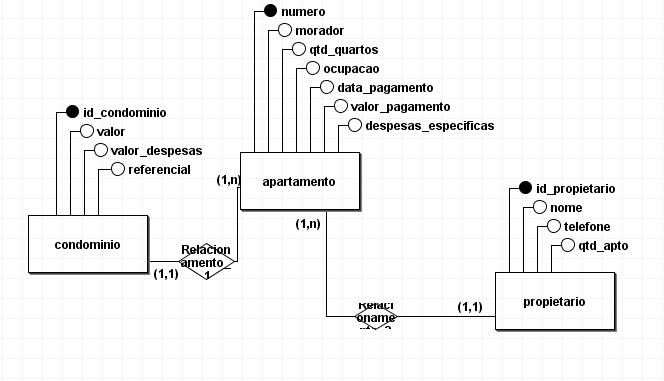 numero
morador
qtd_quartos
ocupacao
data_pagamento
valor_pagamento
despesas_especificas
id_condominio
valor
valor_despesas
referencial
(1,n)
apartamento
(1,n)
id_propietario
nome
telefone
qtd_apto
condominio
Relacion
amento_
1
(1,1)
propietario
oname
(1,1)